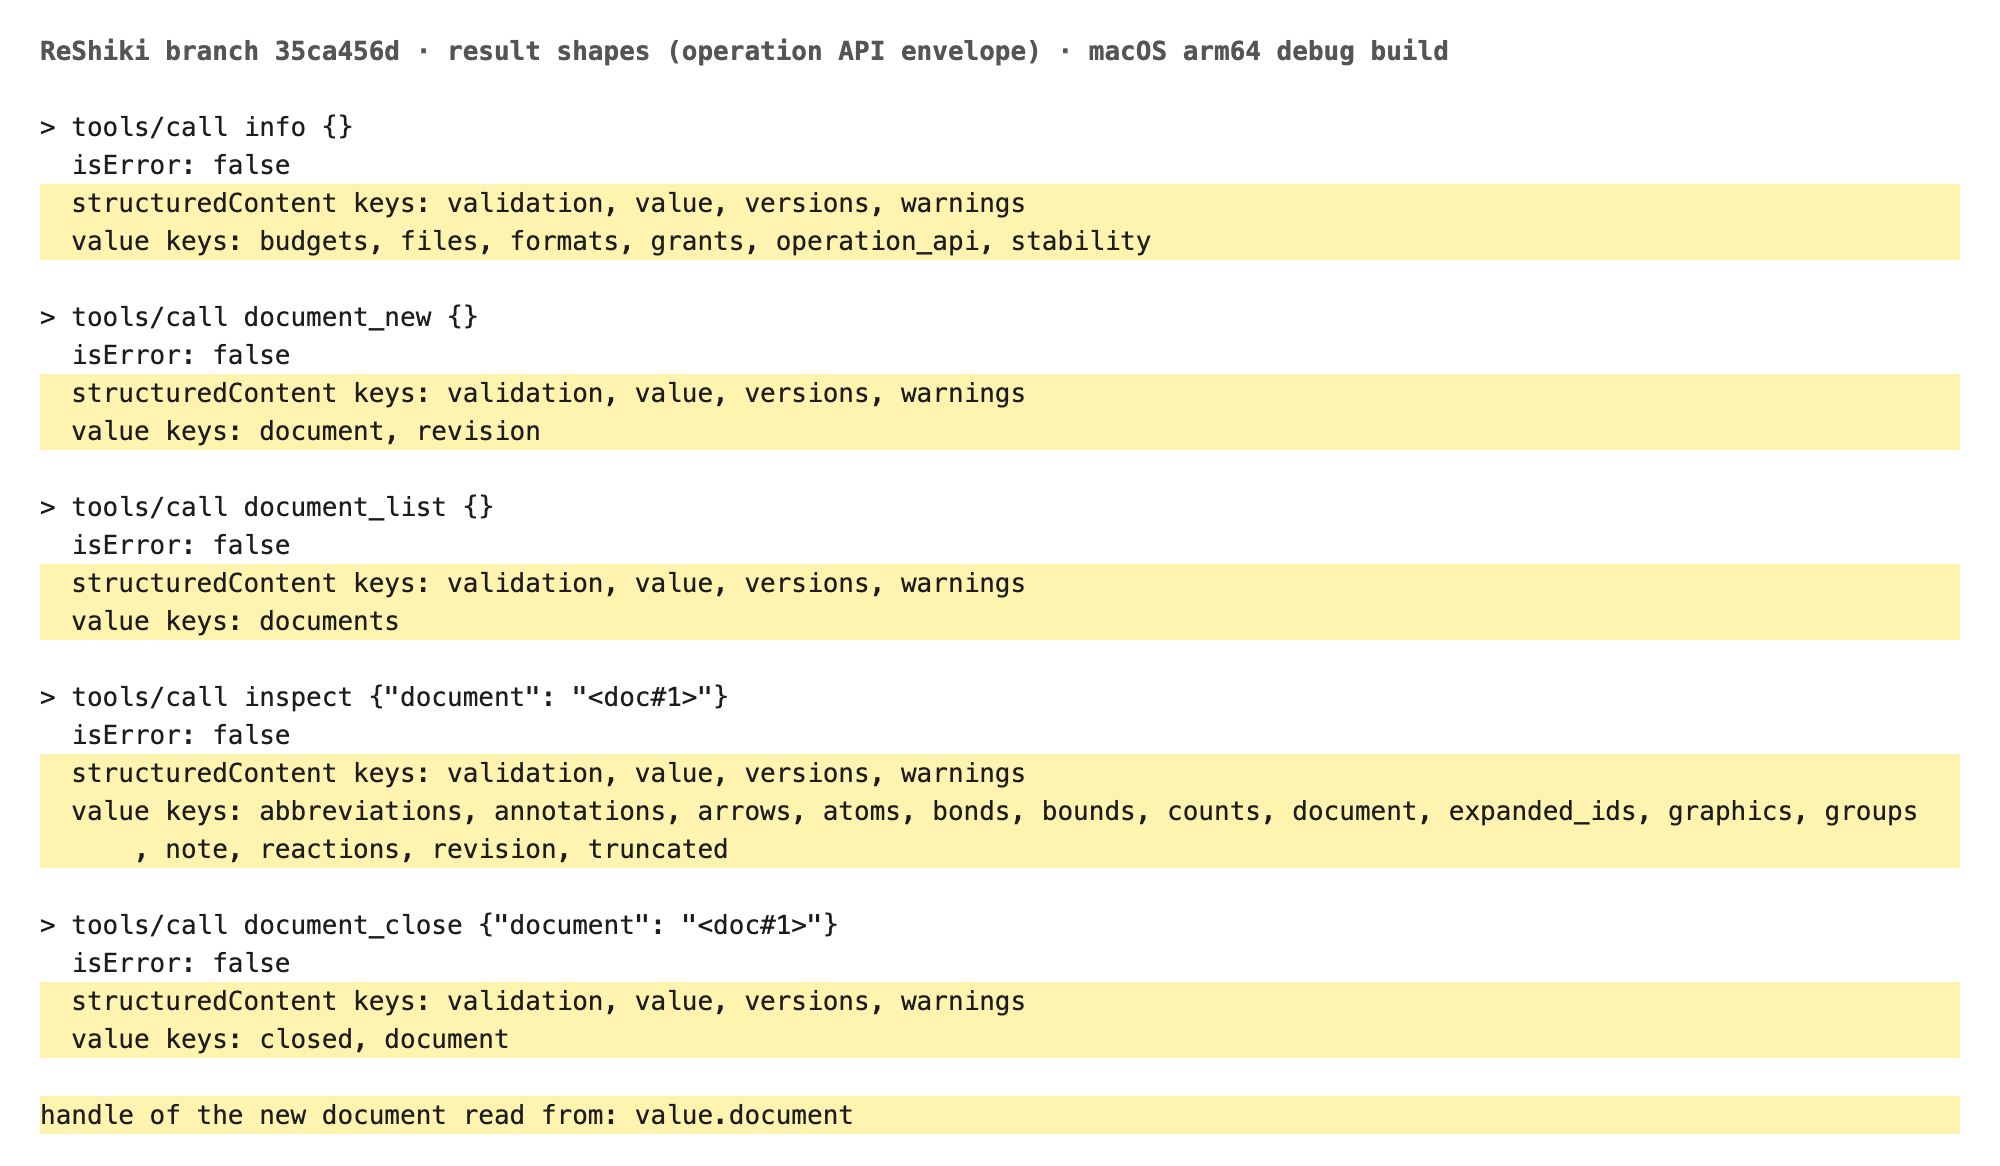 ReShiki branch 35ca456d · result shapes (operation API envelope) · macOS arm64 debug build
> tools/call info {}
isError: false
structuredContent keys: validation, value, versions, warnings
value keys: budgets, files, formats, grants, operation_api, stability
> tools/call document_new {}
isError: false
structuredContent keys: validation, value, versions, warnings
value keys: document, revision
> tools/call document_list {}
isError: false
structuredContent keys: validation, value, versions, warnings
value keys: documents
> tools/call inspect {"document": "<doc#1>"}
isError: false
structuredContent keys: validation, value, versions, warnings
value keys: abbreviations, annotations, arrows, atoms, bonds, bounds, counts, document, expanded_ids, graphics, groups
, note, reactions, revision, truncated
> tools/call document_close {"document": "<doc#1>"}
isError: false
structuredContent keys: validation, value, versions, warnings
value keys: closed, document
handle of the new document read from: value.document